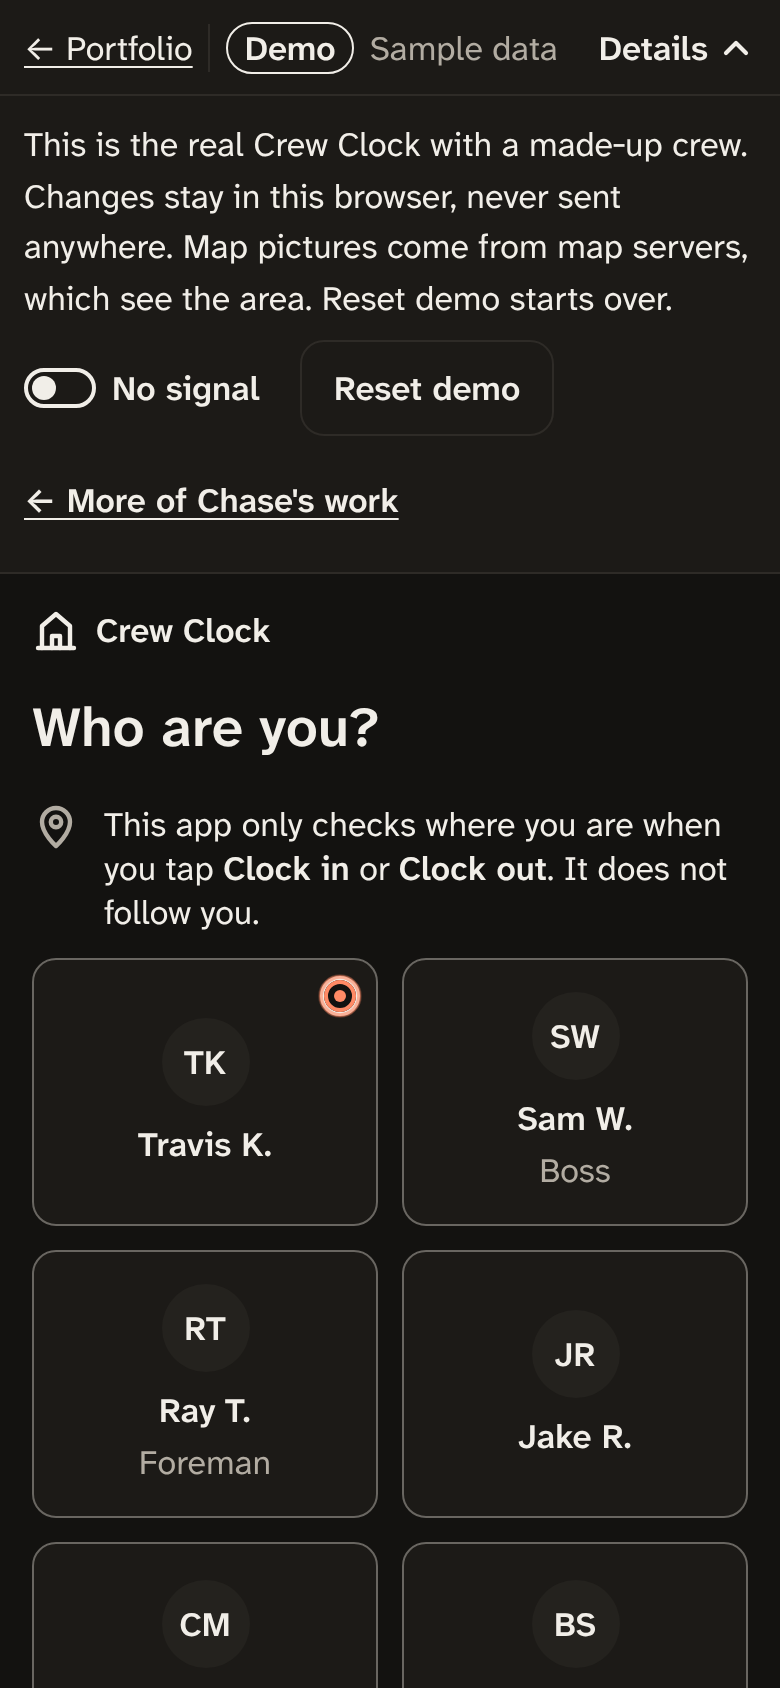 ← Portfolio Demo Sample data Details
This is the real Crew Clock with a made-up crew.
Changes stay in this browser, never sent
anywhere. Map pictures come from map servers,
which see the area. Reset demo starts over.
No signal Reset demo
← More of Chase's work
Crew Clock
Who are you?
This app only checks where you are when
you tap Clock in or Clock out. It does not
follow you.
TK
Travis K.
SW
Sam W.
Boss
RT
Ray T.
Foreman
JR
Jake R.
CM
BS